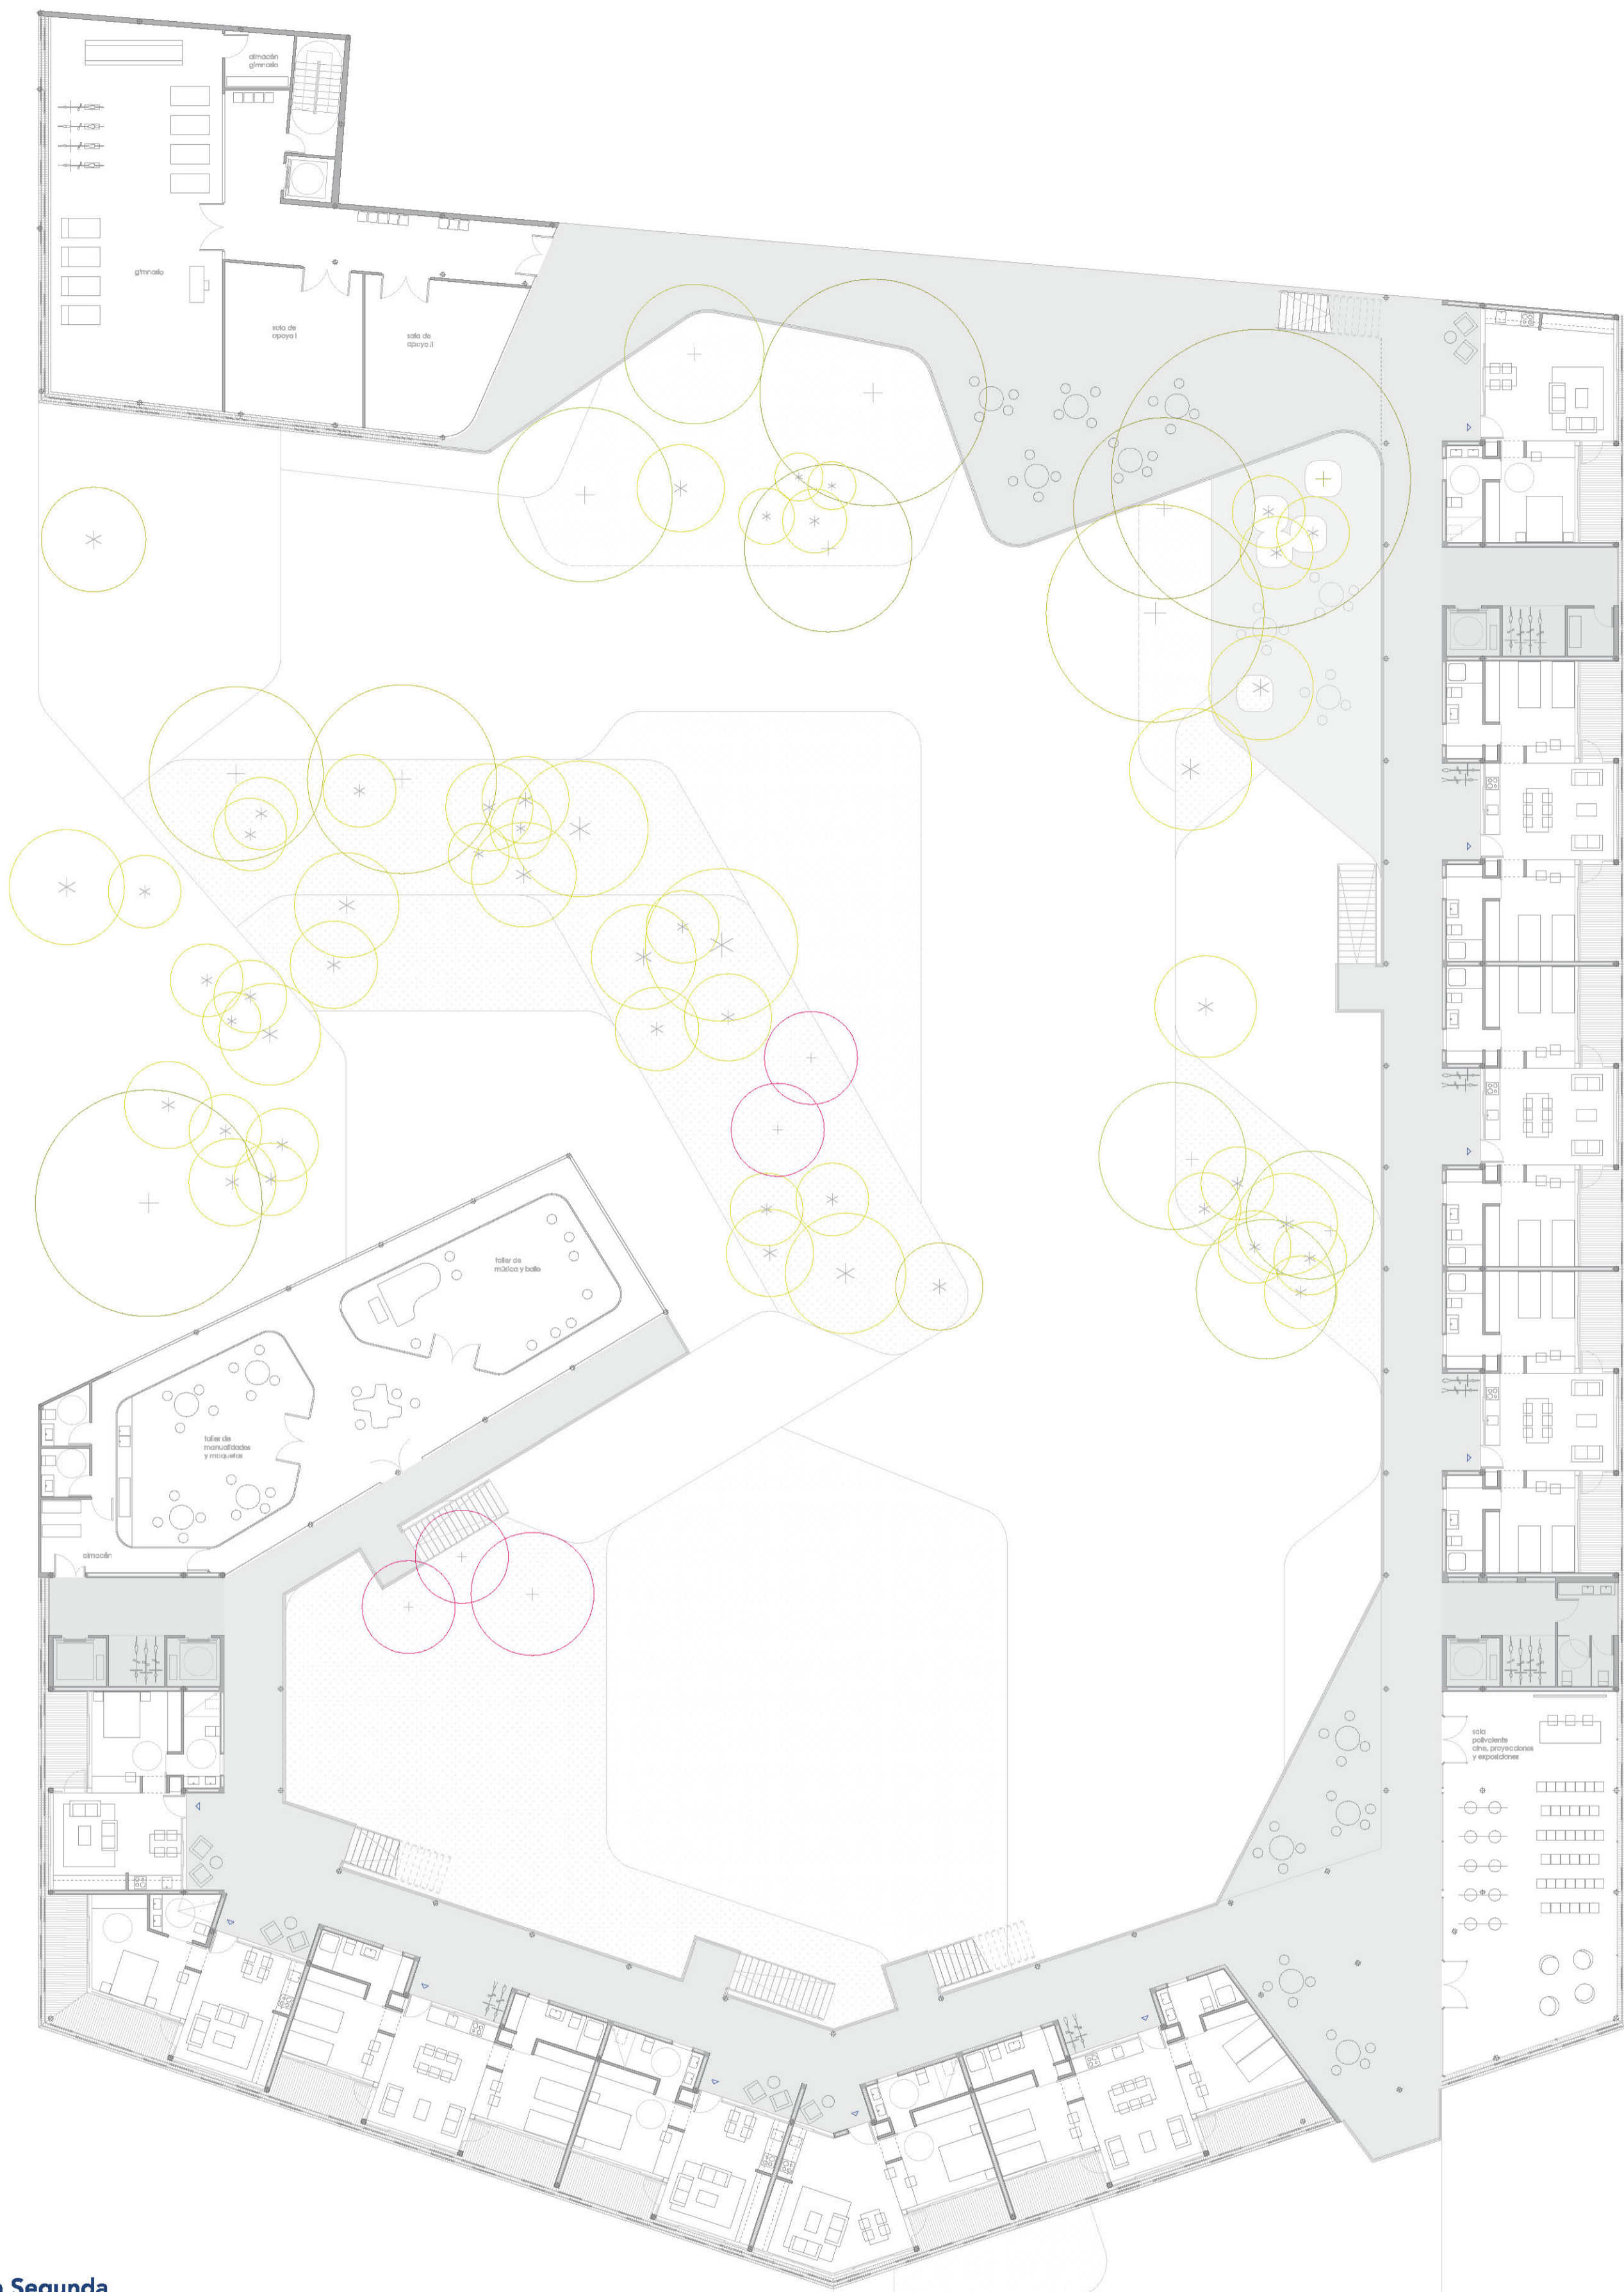 almacén
gimnasio
gimnasio
sala de
apoyo I
sala de
apoyo II
taller de
música y baile
taller de
manualidades
y maquetas
almacén
sala
polivalente
cine, proyecciones
y exposiciones
Segunda